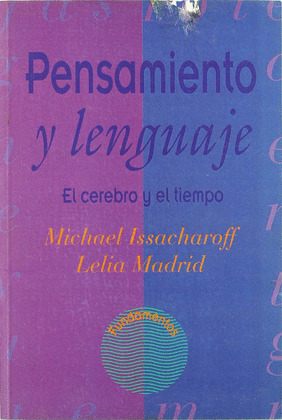 Pensamiento
y lenguaje
El cerebro y el tiempo
Michael Issacharoff
Lelia Madrid
Fundamentos